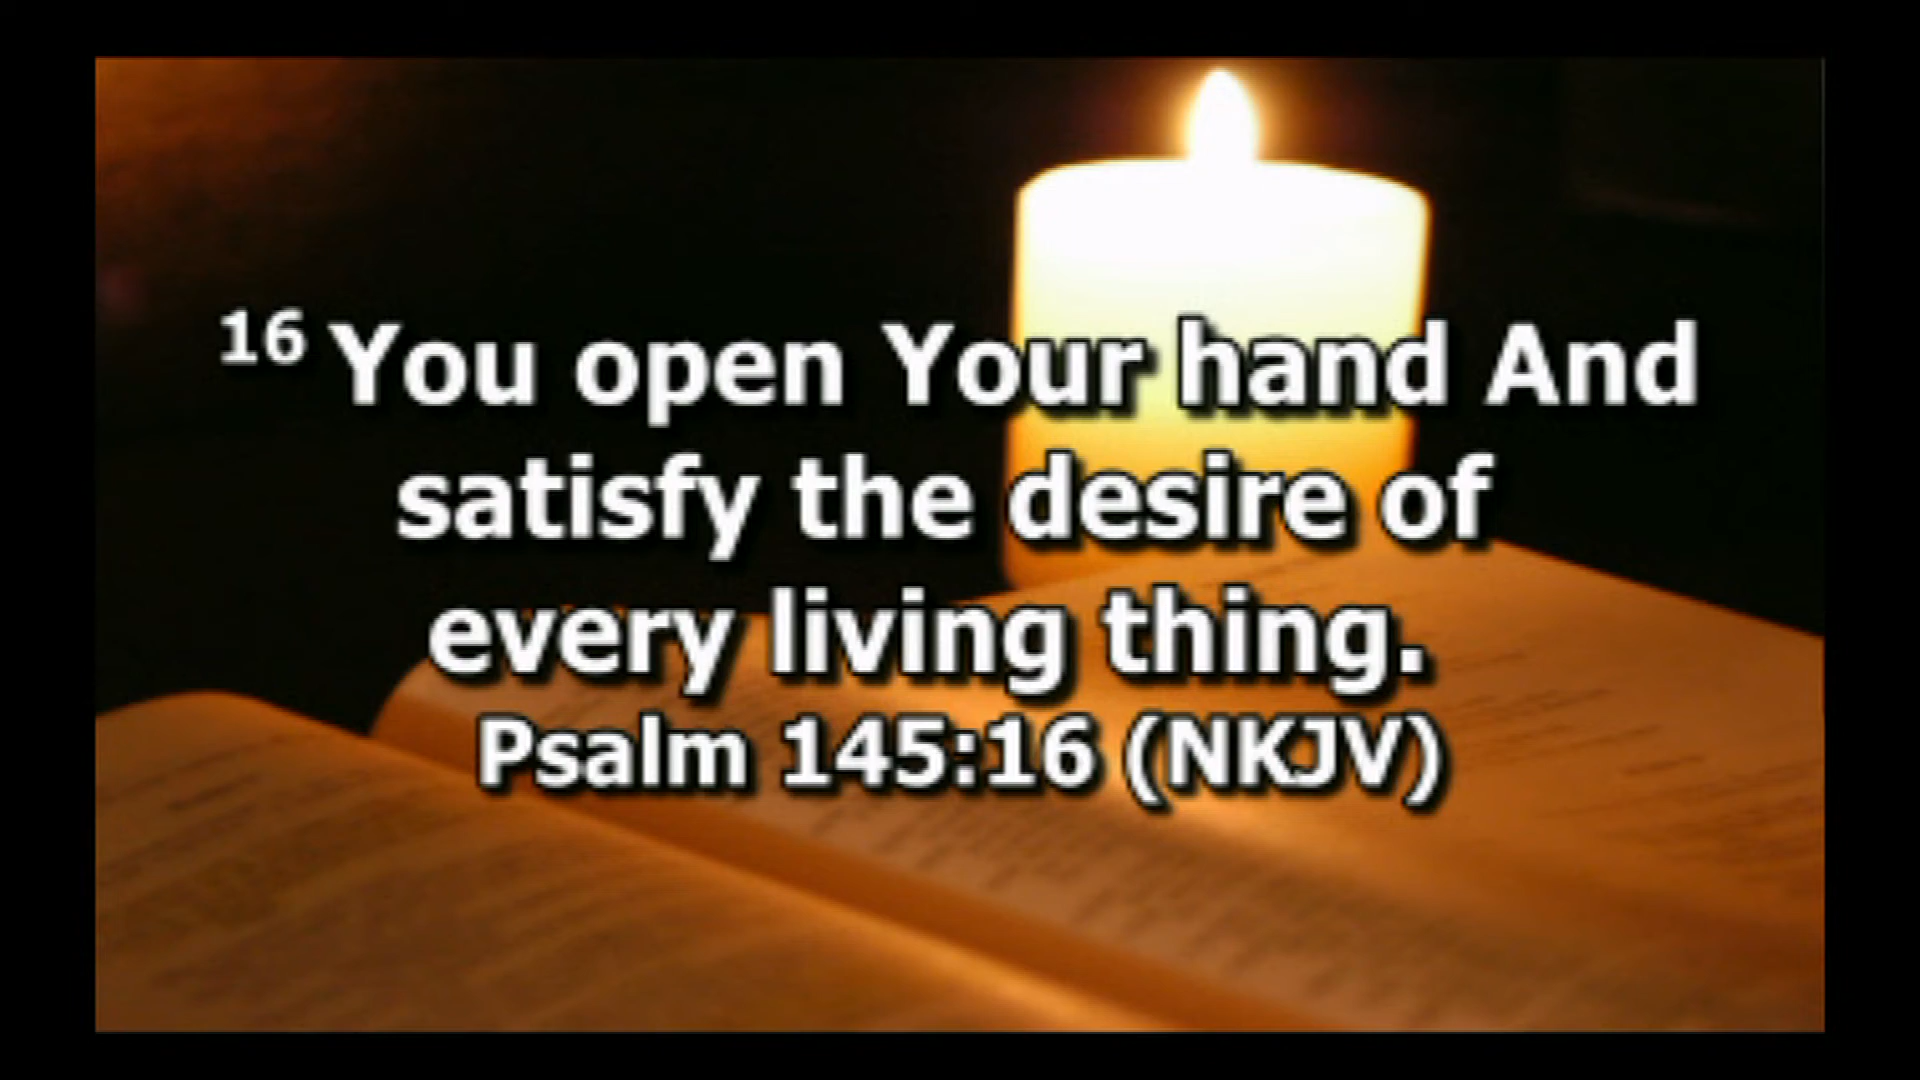 16 You open Your hand And
satisfy the desire of
every living thing.
Psalm 145:16 (NKJV)